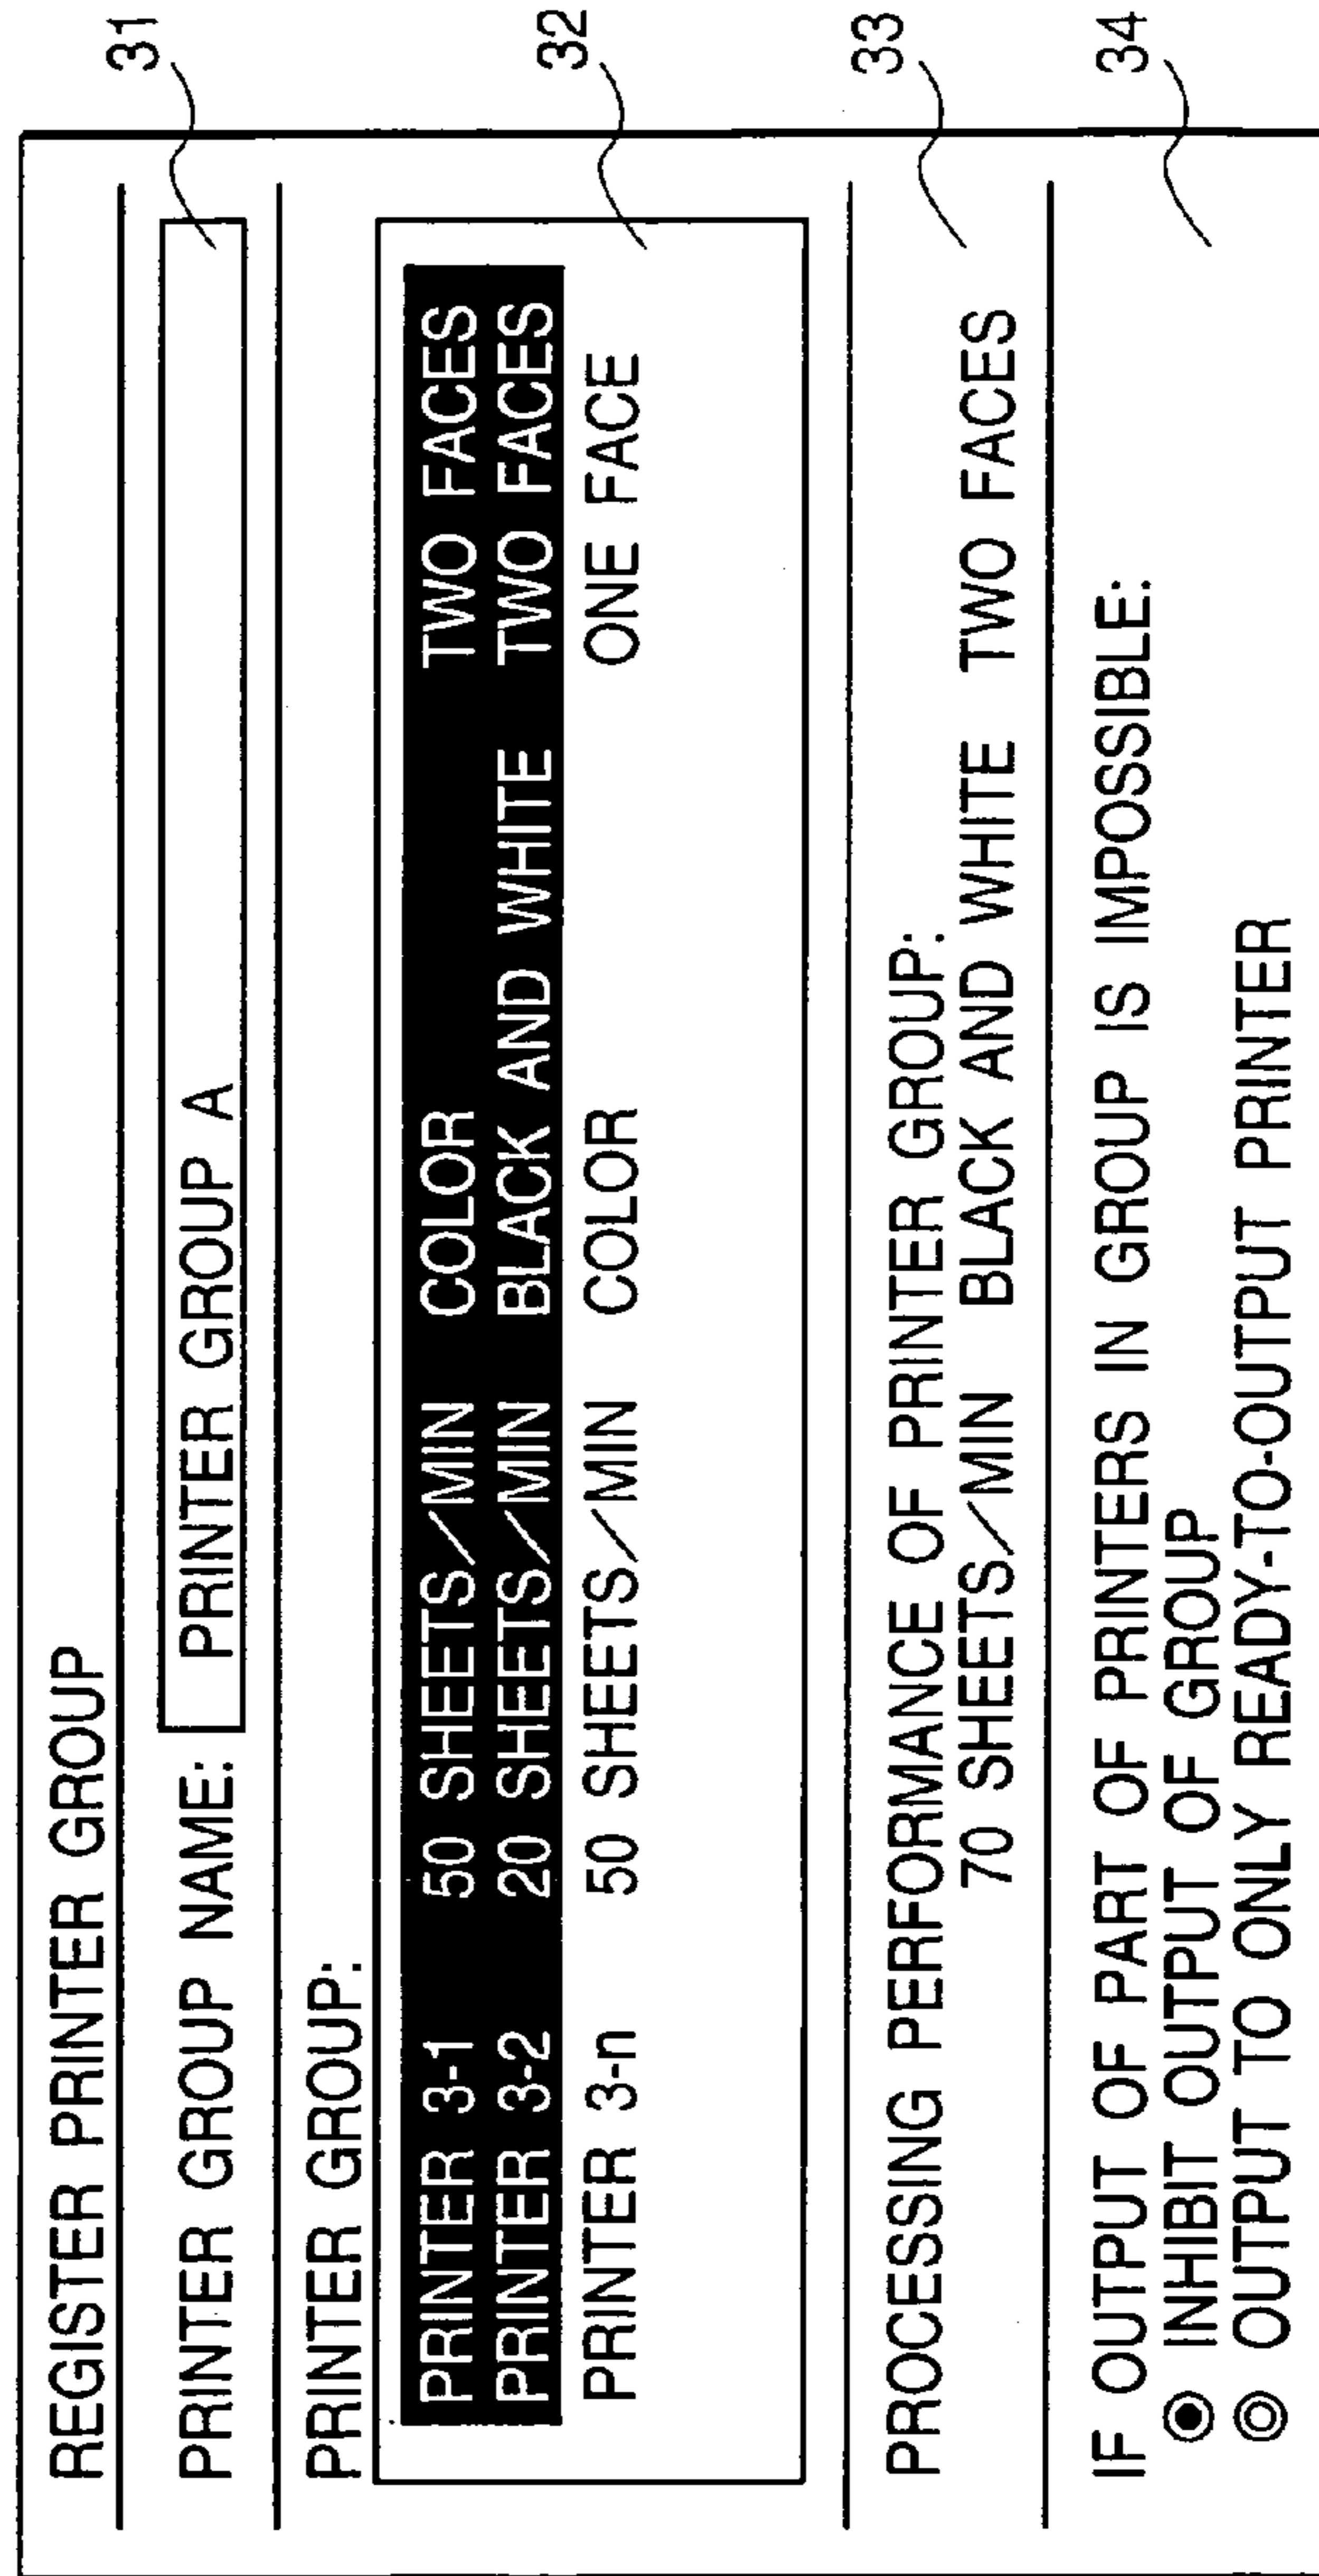 REGISTER PRINTER GROUP
PRINTER GROUP NAME: PRINTER GROUP A 31
PRINTER GROUP:
PRINTER 3-1 50 SHEETS/MIN COLOR TWO FACES
PRINTER 3-2 20 SHEETS/MIN BLACK AND WHITE TWO FACES
PRINTER 3-n 50 SHEETS/MIN COLOR ONE FACE
32
PROCESSING PERFORMANCE OF PRINTER GROUP:
70 SHEETS/MIN BLACK AND WHITE TWO FACES
33
IF OUTPUT OF PART OF PRINTERS IN GROUP IS IMPOSSIBLE:
INHIBIT OUTPUT OF GROUP
OUTPUT TO ONLY READY-TO-OUTPUT PRINTER
34